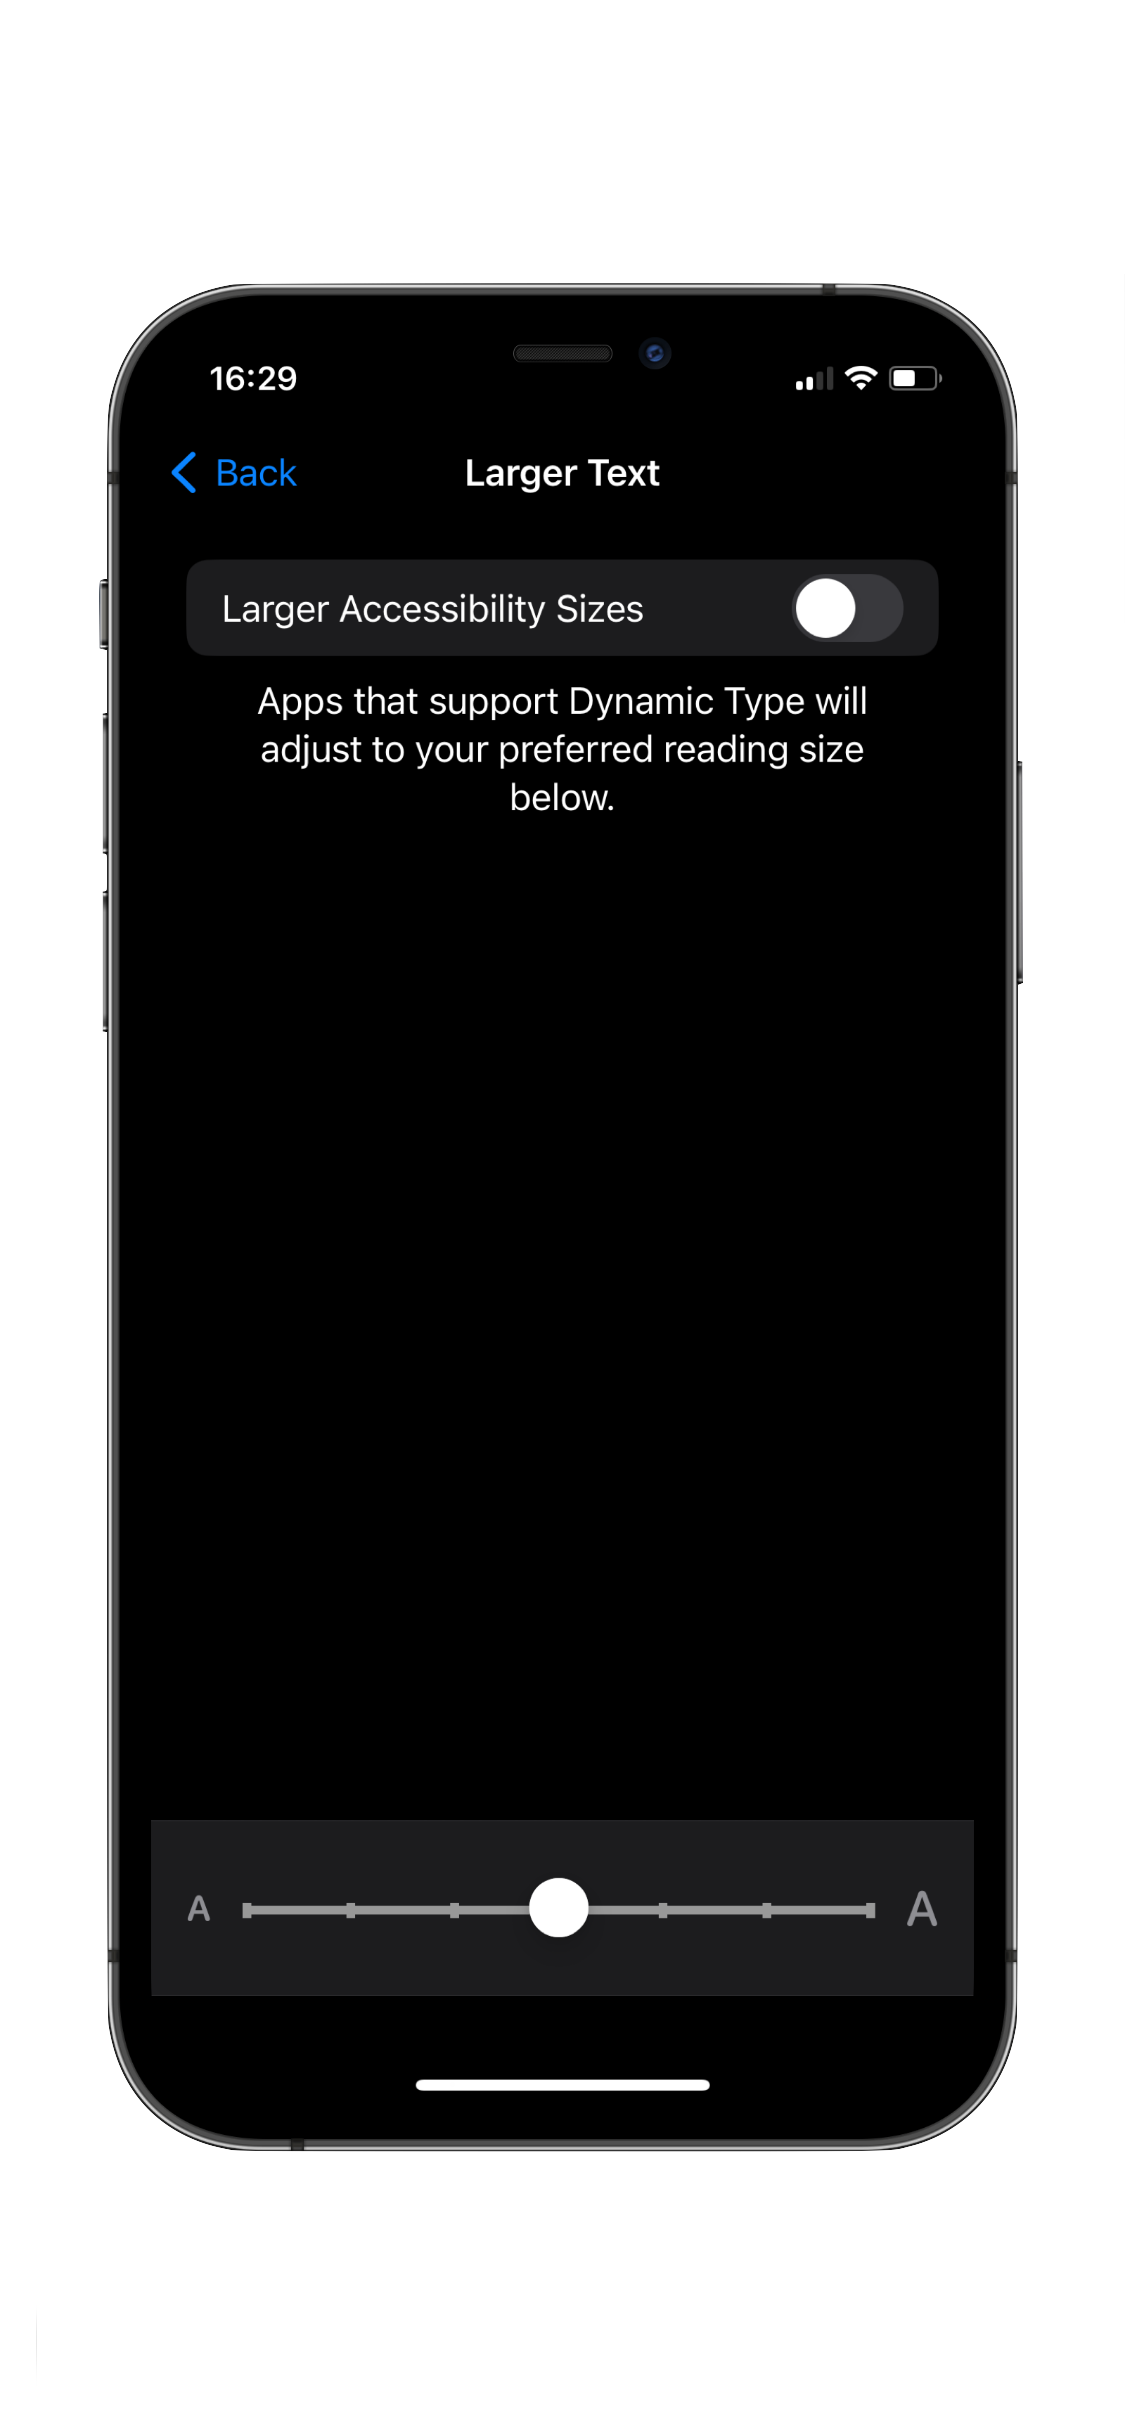 16:29
Back Larger Text
Larger Accessibility Sizes
Apps that support Dynamic Type will
adjust to your preferred reading size
below.
A A